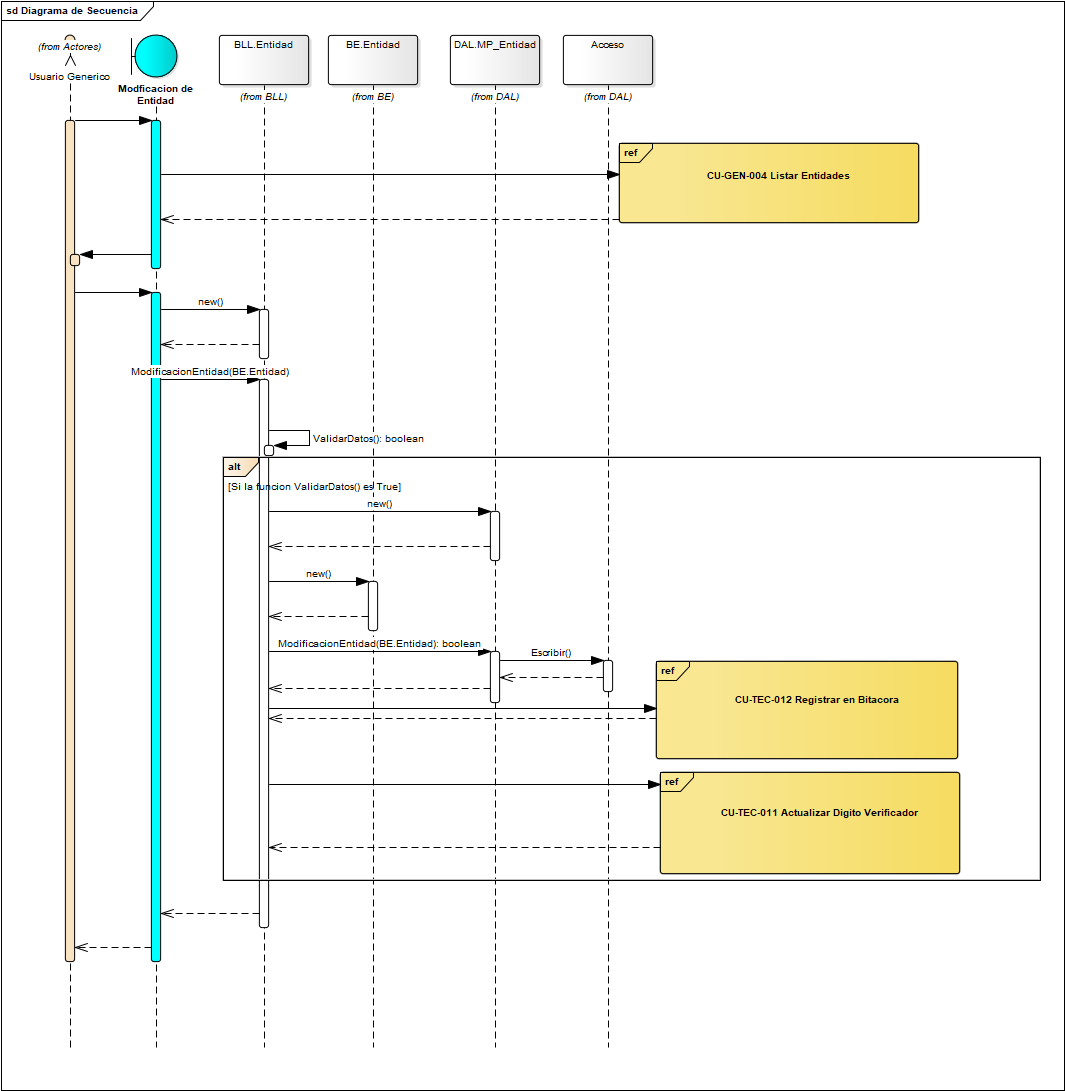 sd Diagrama de Secuencia
(from Actores)
Usuario Generico
Modficacion de
Entidad
BLL.Entidad
(from BLL)
BE.Entidad
(from BE)
DAL.MP_Entidad
(from DAL)
Acceso
(from DAL)
ref
CU-GEN-004 Listar Entidades
new()
ModificacionEntidad(BE.Entidad)
ValidarDatos(): boolean
alt
[Si la funcion ValidarDatos() es True]
new()
new()
ModificacionEntidad(BE.Entidad): boolean
Escribir()
ref
CU-TEC-012 Registrar en Bitacora
ref
CU-TEC-011 Actualizar Digito Verificador